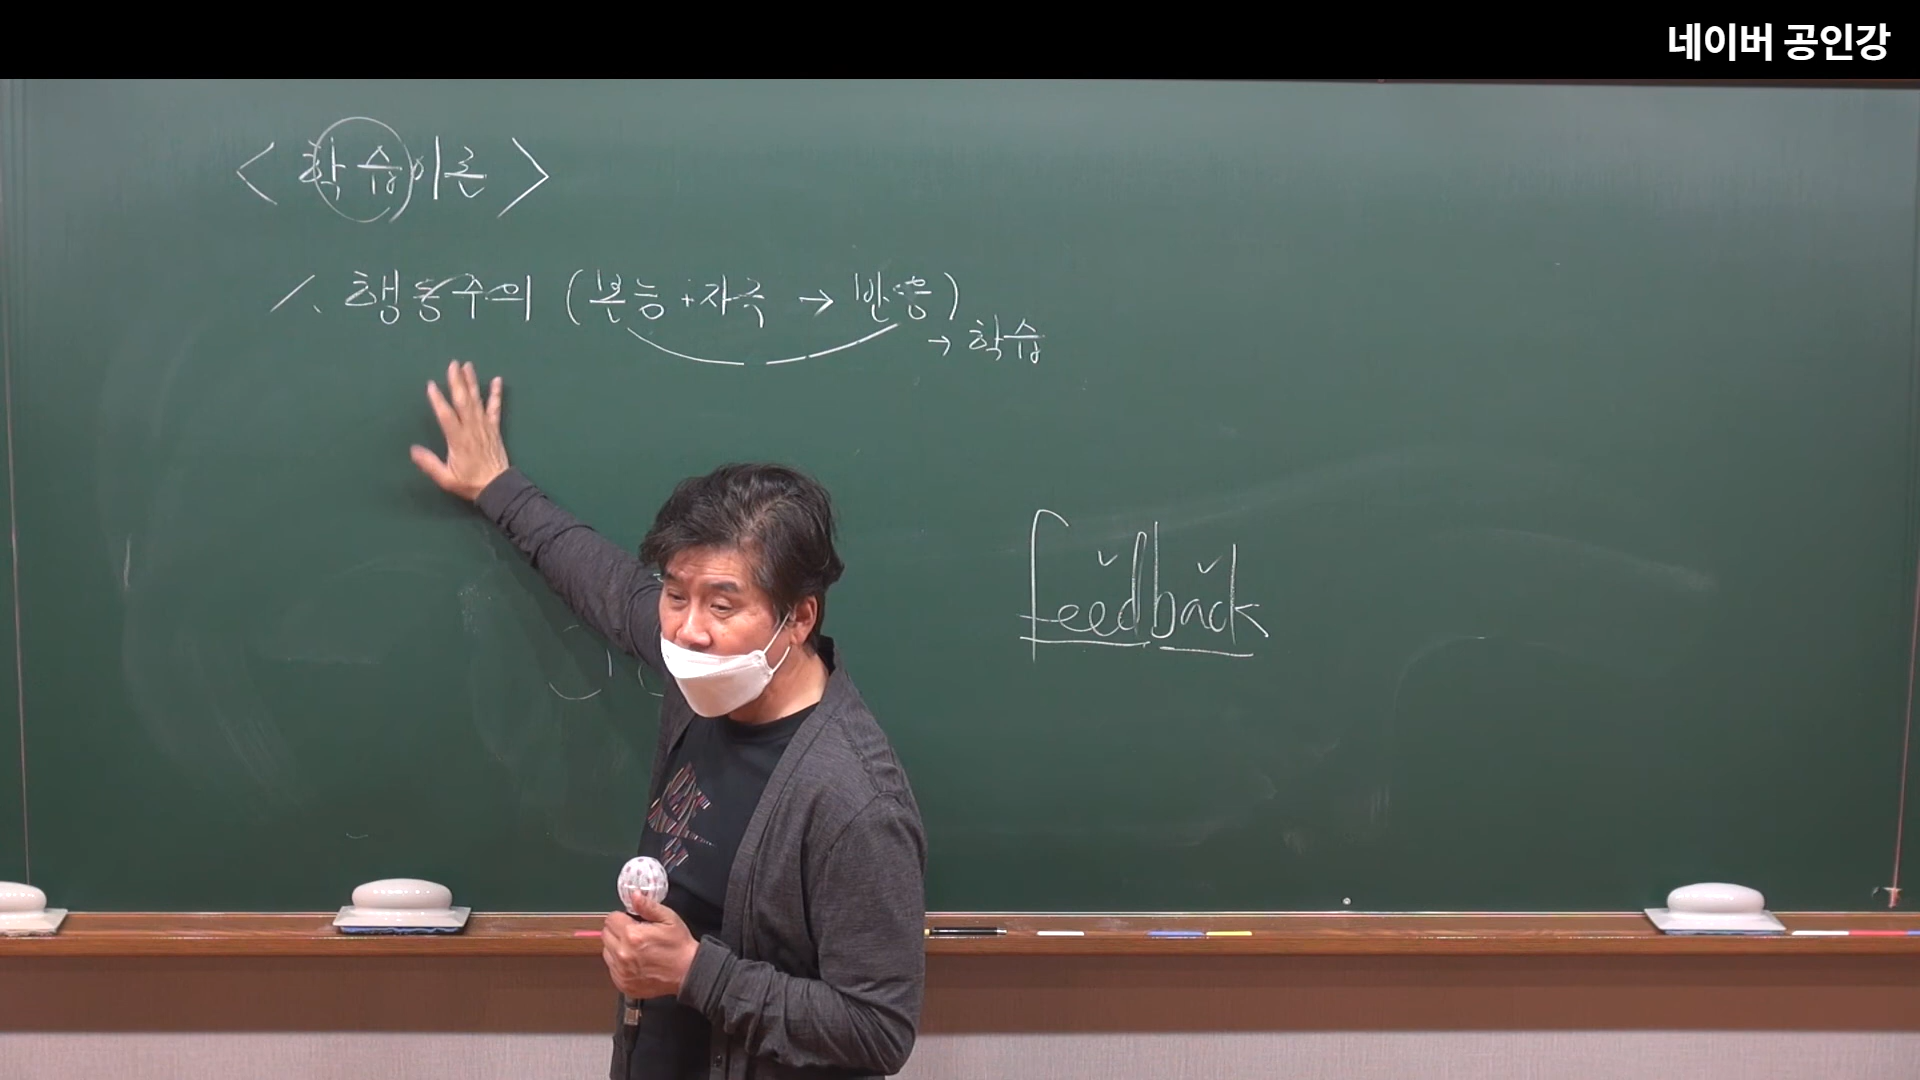 네이버 공인강
< 학습이론 >
1. 행동주의 (본능+자극 → 반응)
→ 학습
feedback